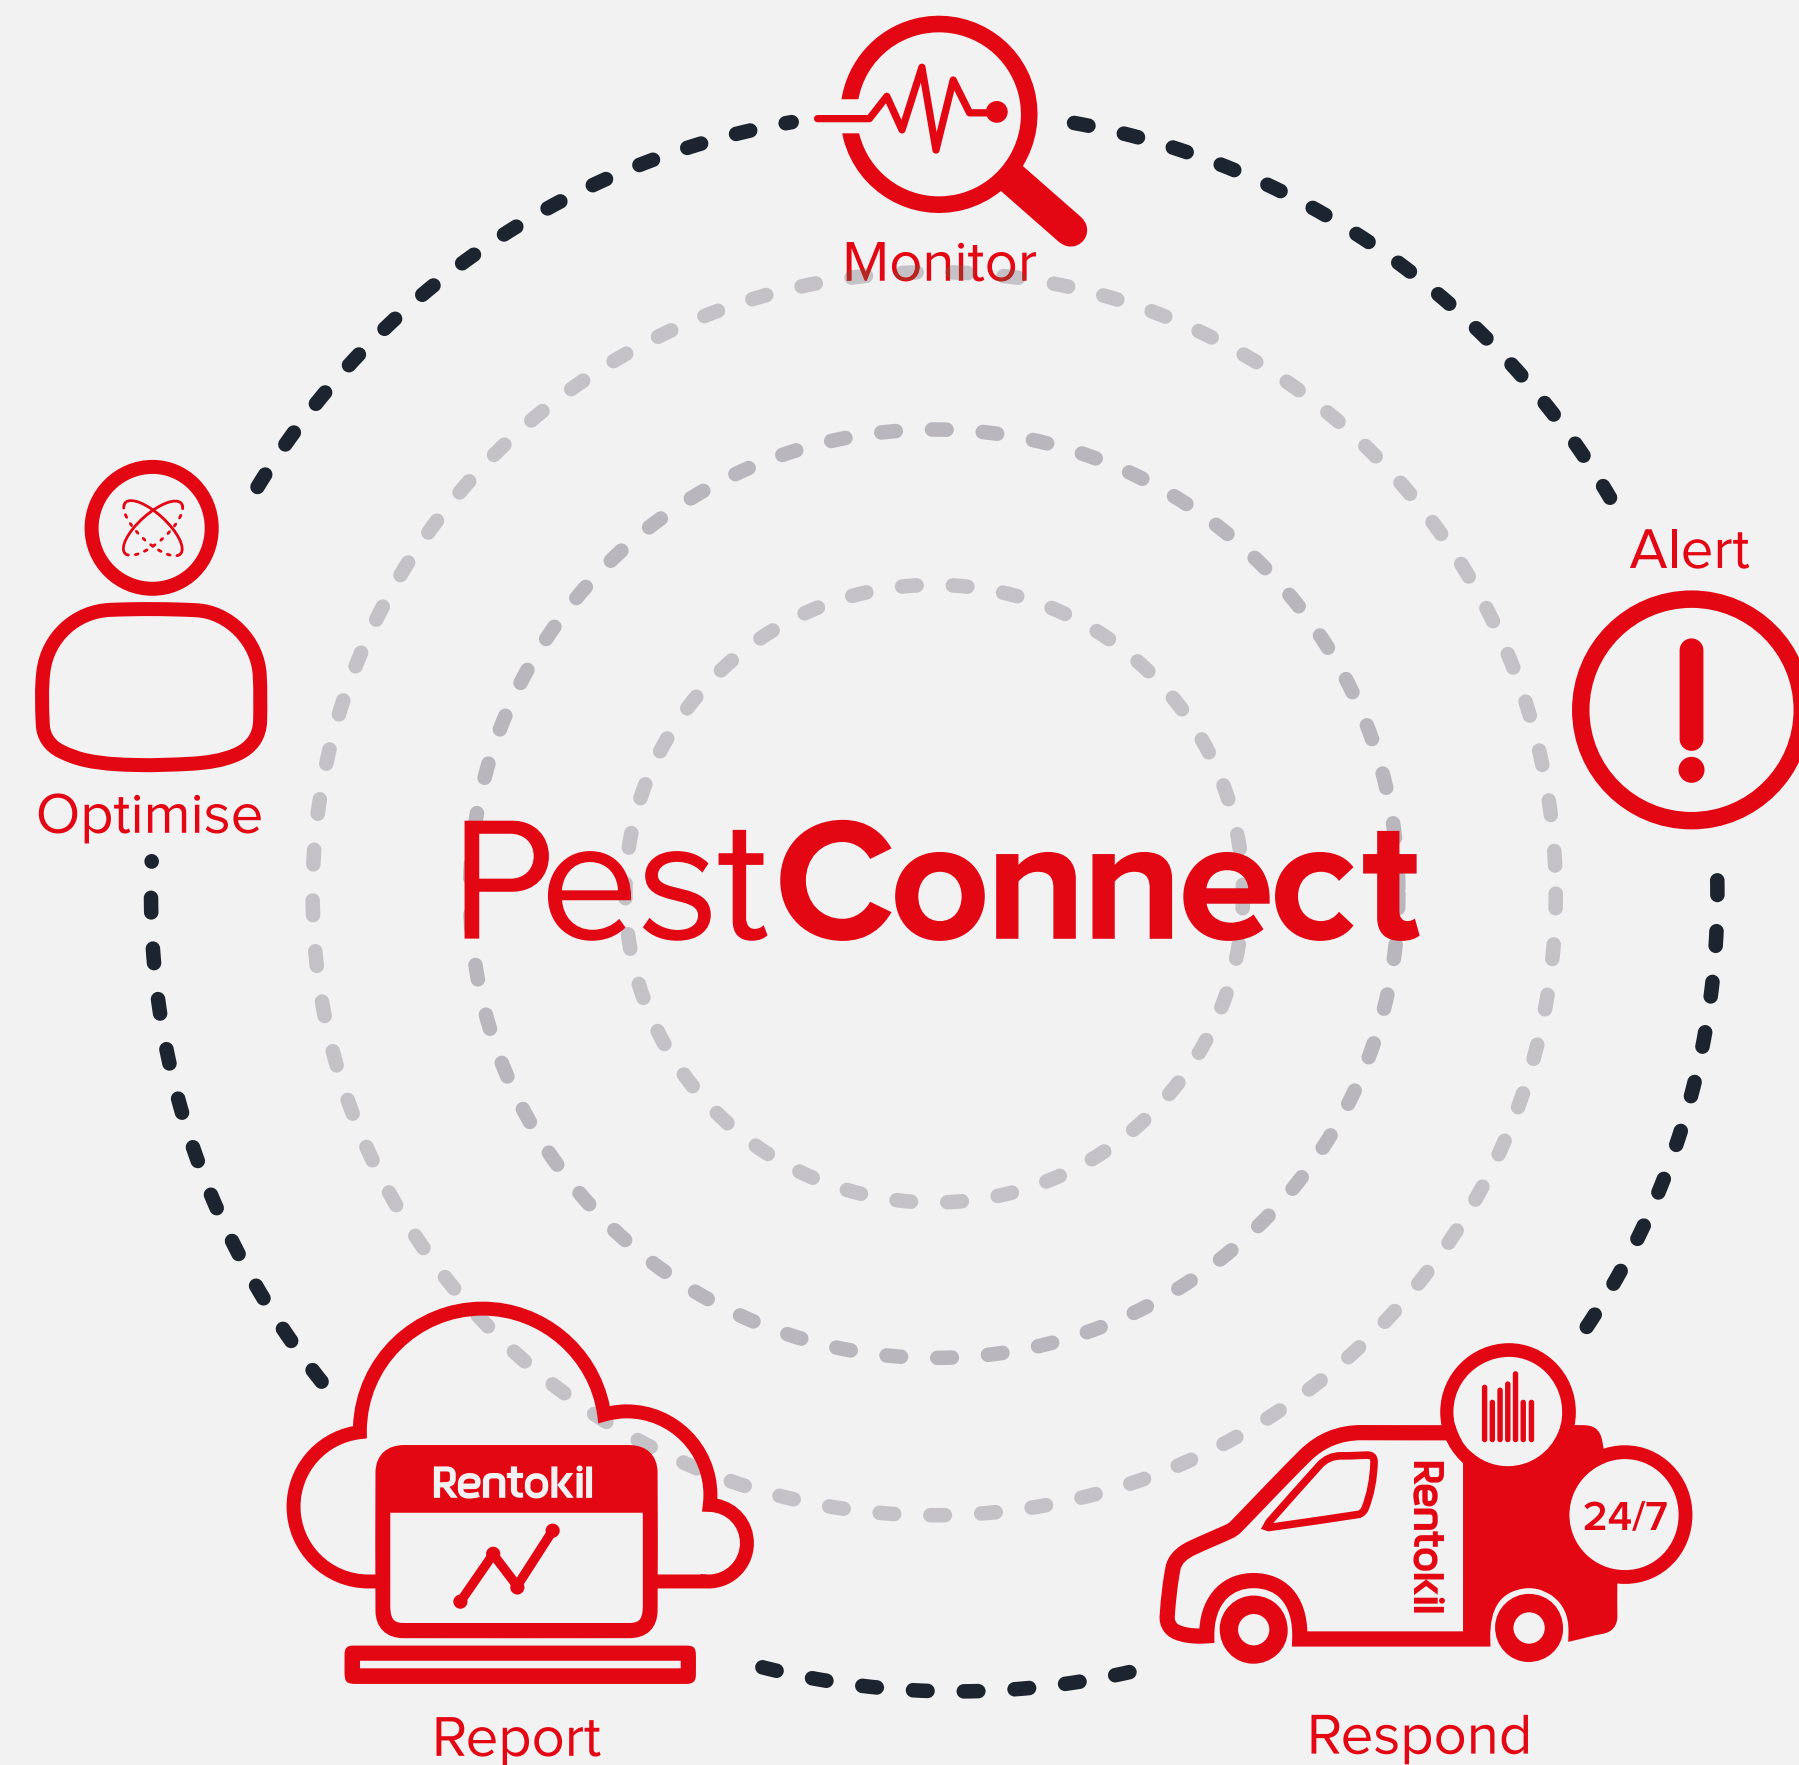 Monitor
Alert
Optimise
PestConnect
Rentokil
Rentokil
24/7
Report
Respond